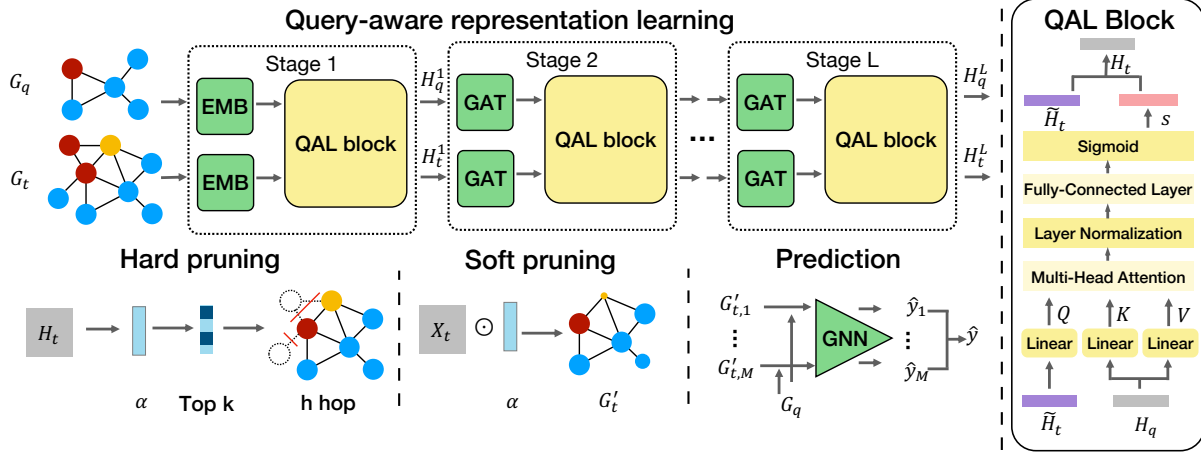 Query-aware representation learning
G_q
G_t
Stage 1
EMB
EMB
QAL block
H_q^1
H_t^1
Stage 2
GAT
GAT
QAL block
...
Stage L
GAT
GAT
QAL block
H_q^L
H_t^L
Hard pruning
H_t
α
Top k
h hop
Soft pruning
X_t
⊙
α
G_t′
Prediction
G′_{t,1}
⋮
G′_{t,M}
G_q
GNN
ŷ_1
⋮
ŷ_M
ŷ
QAL Block
H_t
H̃_t
s
Sigmoid
Fully-Connected Layer
Layer Normalization
Multi-Head Attention
Q K V
Linear Linear Linear
H̃_t H_q